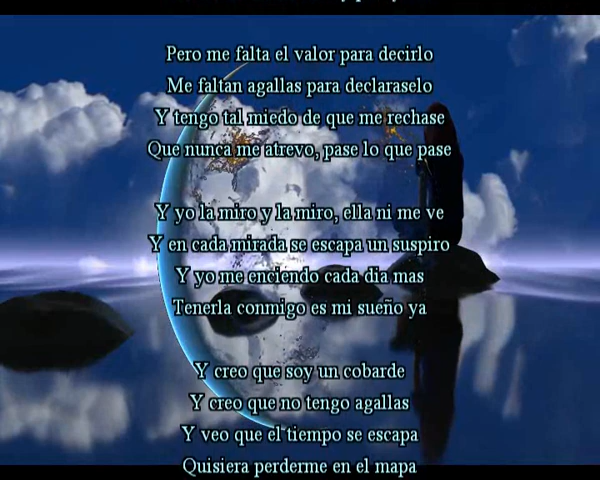 Pero me falta el valor para decirlo
Me faltan agallas para declaraselo
Y tengo tal miedo de que me rechase
Que nunca me atrevo, pase lo que pase
Y yo la miro y la miro, ella ni me ve
Y en cada mirada se escapa un suspiro
Y yo me enciendo cada dia mas
Tenerla conmigo es mi sueño ya
Y creo que soy un cobarde
Y creo que no tengo agallas
Y veo que el tiempo se escapa
Quisiera perderme en el mapa